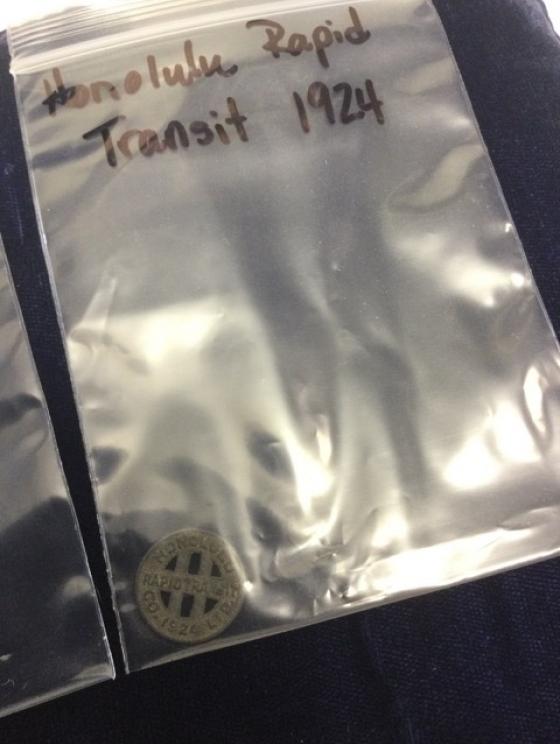 Honolulu Rapid
Transit 1924
HONOLULU
RAPID TRANSIT
CO-1924 LTD.